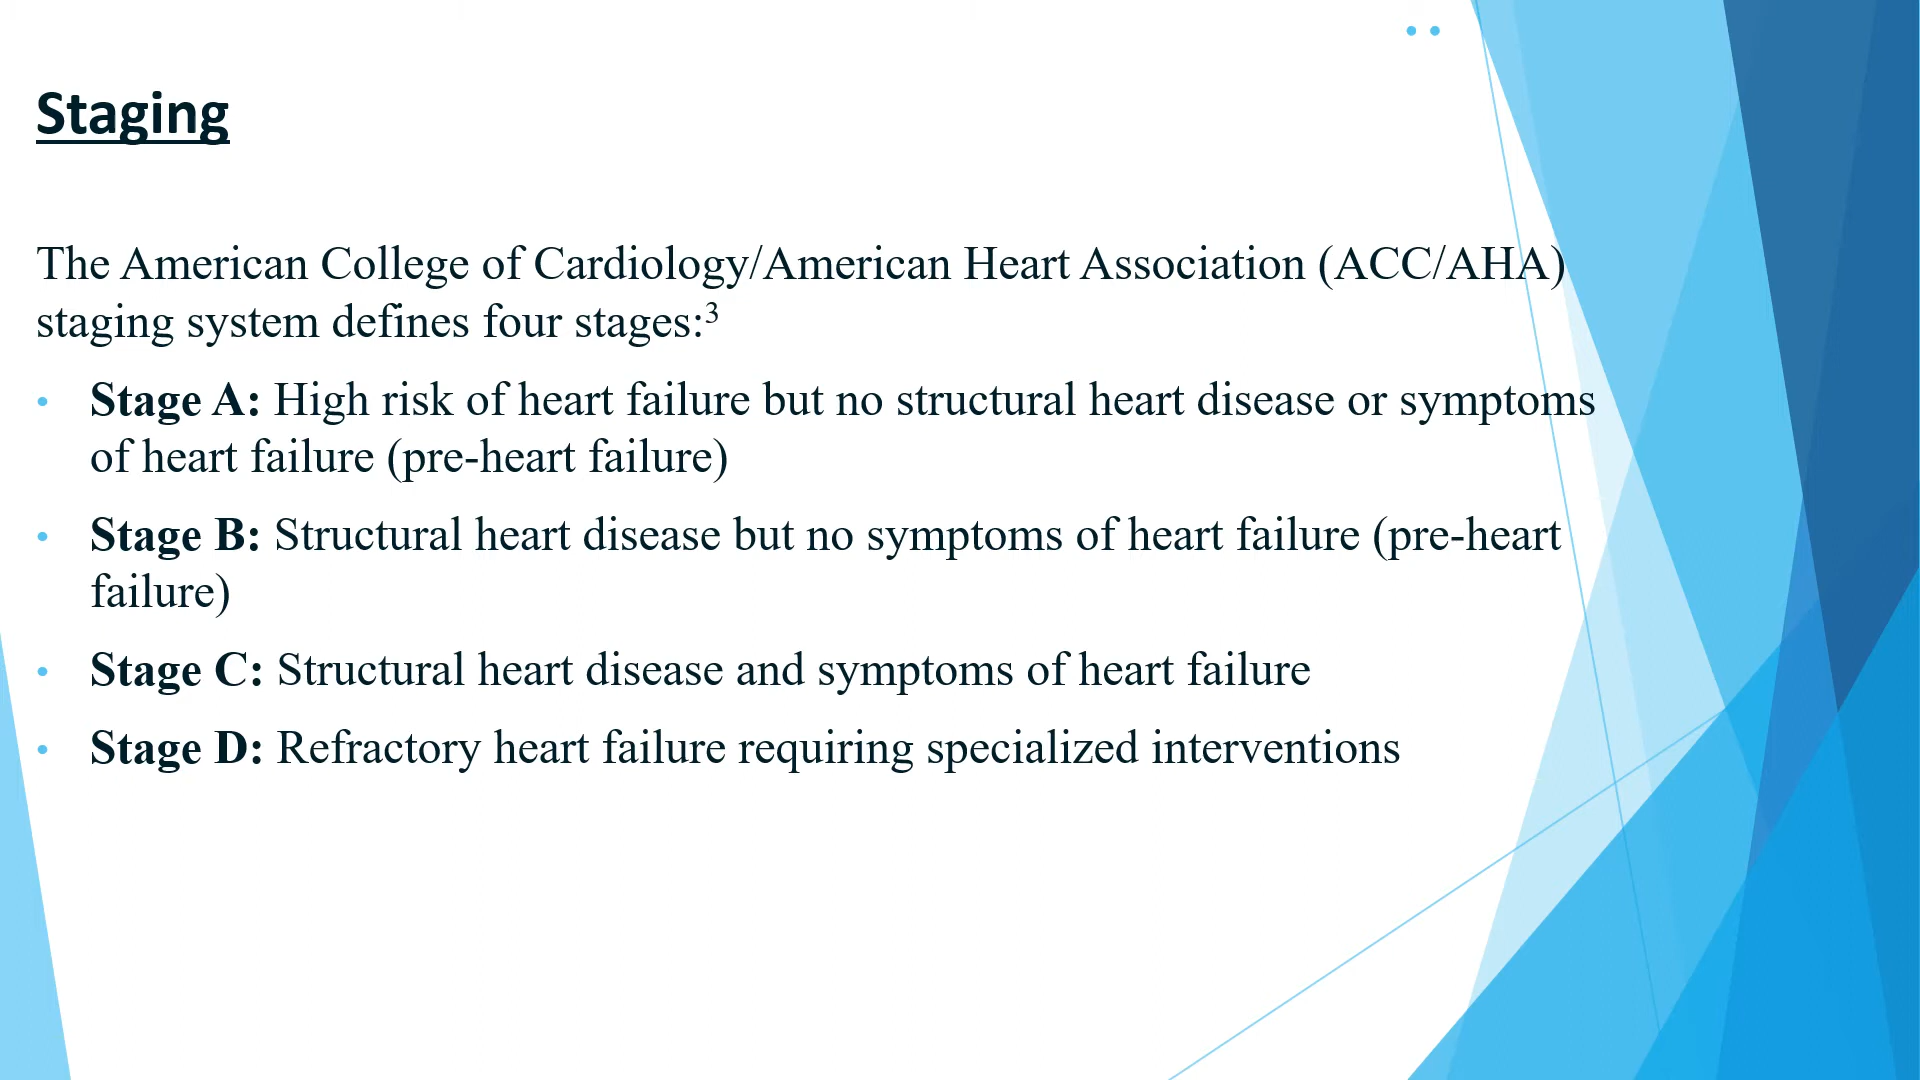 Staging
The American College of Cardiology/American Heart Association (ACC/AHA)
staging system defines four stages:³
• Stage A: High risk of heart failure but no structural heart disease or symptoms
of heart failure (pre-heart failure)
• Stage B: Structural heart disease but no symptoms of heart failure (pre-heart
failure)
• Stage C: Structural heart disease and symptoms of heart failure
• Stage D: Refractory heart failure requiring specialized interventions